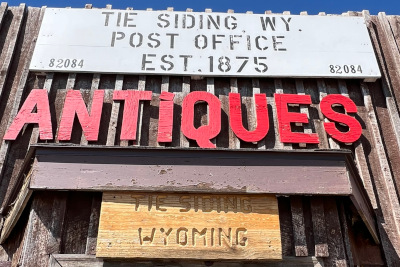 TIE SIDING, WY.
POST OFFICE
EST. 1875
82084 82084
ANTIQUES
TIE SIDING
WYOMING